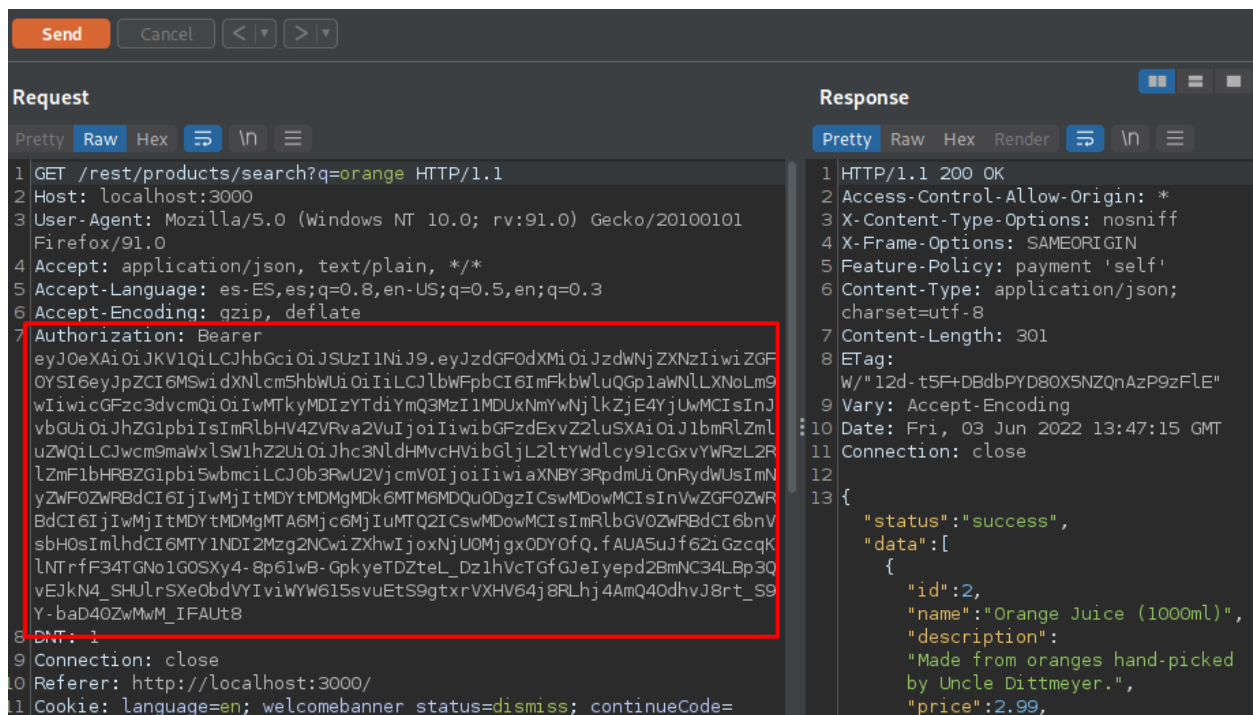 Send Cancel < > 
Request
Pretty Raw Hex \n
1 GET /rest/products/search?q=orange HTTP/1.1
2 Host: localhost:3000
3 User-Agent: Mozilla/5.0 (Windows NT 10.0; rv:91.0) Gecko/20100101
Firefox/91.0
4 Accept: application/json, text/plain, */*
5 Accept-Language: es-ES,es;q=0.8,en-US;q=0.5,en;q=0.3
6 Accept-Encoding: gzip, deflate
7 Authorization: Bearer
eyJ0eXAiOiJKV1QiLCJhbGciOiJSUzI1NiJ9.eyJzdGF0dXMiOiJzdWNjZXNzIiwiZGF
0YSI6eyJpZCI6MSwidXNlcm5hbWUiOiIiLCJlbWFpbCI6ImFkbWluQGp1aWNlLXNoLm9
wIiwicGFzc3dvcmQiOiIwMTkyMDIzYTdiYmQ3MzI1MDUxNmYwNjlkZjE4YjUwMCIsInJ
vbGUiOiJhZG1pbiIsImRlbHV4ZVRva2VuIjoiIiwibGFzdExvZ2luSXAiOiJ1bmRlZml
uZWQiLCJwcm9maWxlSW1hZ2UiOiJhc3NldHMvcHVibGljL2ltYWdlcy91cGxvYWRzL2R
lZmF1bHRBZG1pbi5wbmciLCJ0b3RwU2VjcmV0IjoiIiwiaXNBY3RpdmUiOnRydWUsImN
yZWF0ZWRBdCI6IjIwMjItMDYtMDMgMDk6MTM6MDQuODgzICswMDowMCIsInVwZGF0ZWR
BdCI6IjIwMjItMDYtMDMgMTA6Mjc6MjIuMTQ2ICswMDowMCIsImRlbGV0ZWRBdCI6bnV
sbH0sImlhdCI6MTY1NDI2Mzg2NCwiZXhwIjoxNjU0MjgxODY0fQ.fAUA5uJf62iGzcqK
lNTrfF34TGNo1GOSXy4-8p61wB-GpkyeTDZteL_Dz1hVcTGfGJeIyepd2BmNC34LBp3Q
vEJkN4_SHUlrSXeObdVYIviWYW615svuEtS9gtxrVXHV64j8RLhj4AmQ4OdhvJ8rt_S9
Y-baD40ZwMwM_IFAUt8
8 DNT: 1
9 Connection: close
10 Referer: http://localhost:3000/
11 Cookie: language=en; welcomebanner_status=dismiss; continueCode=
Response
Pretty Raw Hex Render \n
1 HTTP/1.1 200 OK
2 Access-Control-Allow-Origin: *
3 X-Content-Type-Options: nosniff
4 X-Frame-Options: SAMEORIGIN
5 Feature-Policy: payment 'self'
6 Content-Type: application/json;
charset=utf-8
7 Content-Length: 301
8 ETag:
W/"12d-t5F+DBdbPYD80X5NZQnAzP9zFlE"
9 Vary: Accept-Encoding
10 Date: Fri, 03 Jun 2022 13:47:15 GMT
11 Connection: close
12
13 {
"status":"success",
"data":[
{
"id":2,
"name":"Orange Juice (1000ml)",
"description":
"Made from oranges hand-picked
by Uncle Dittmeyer.",
"price":2.99,